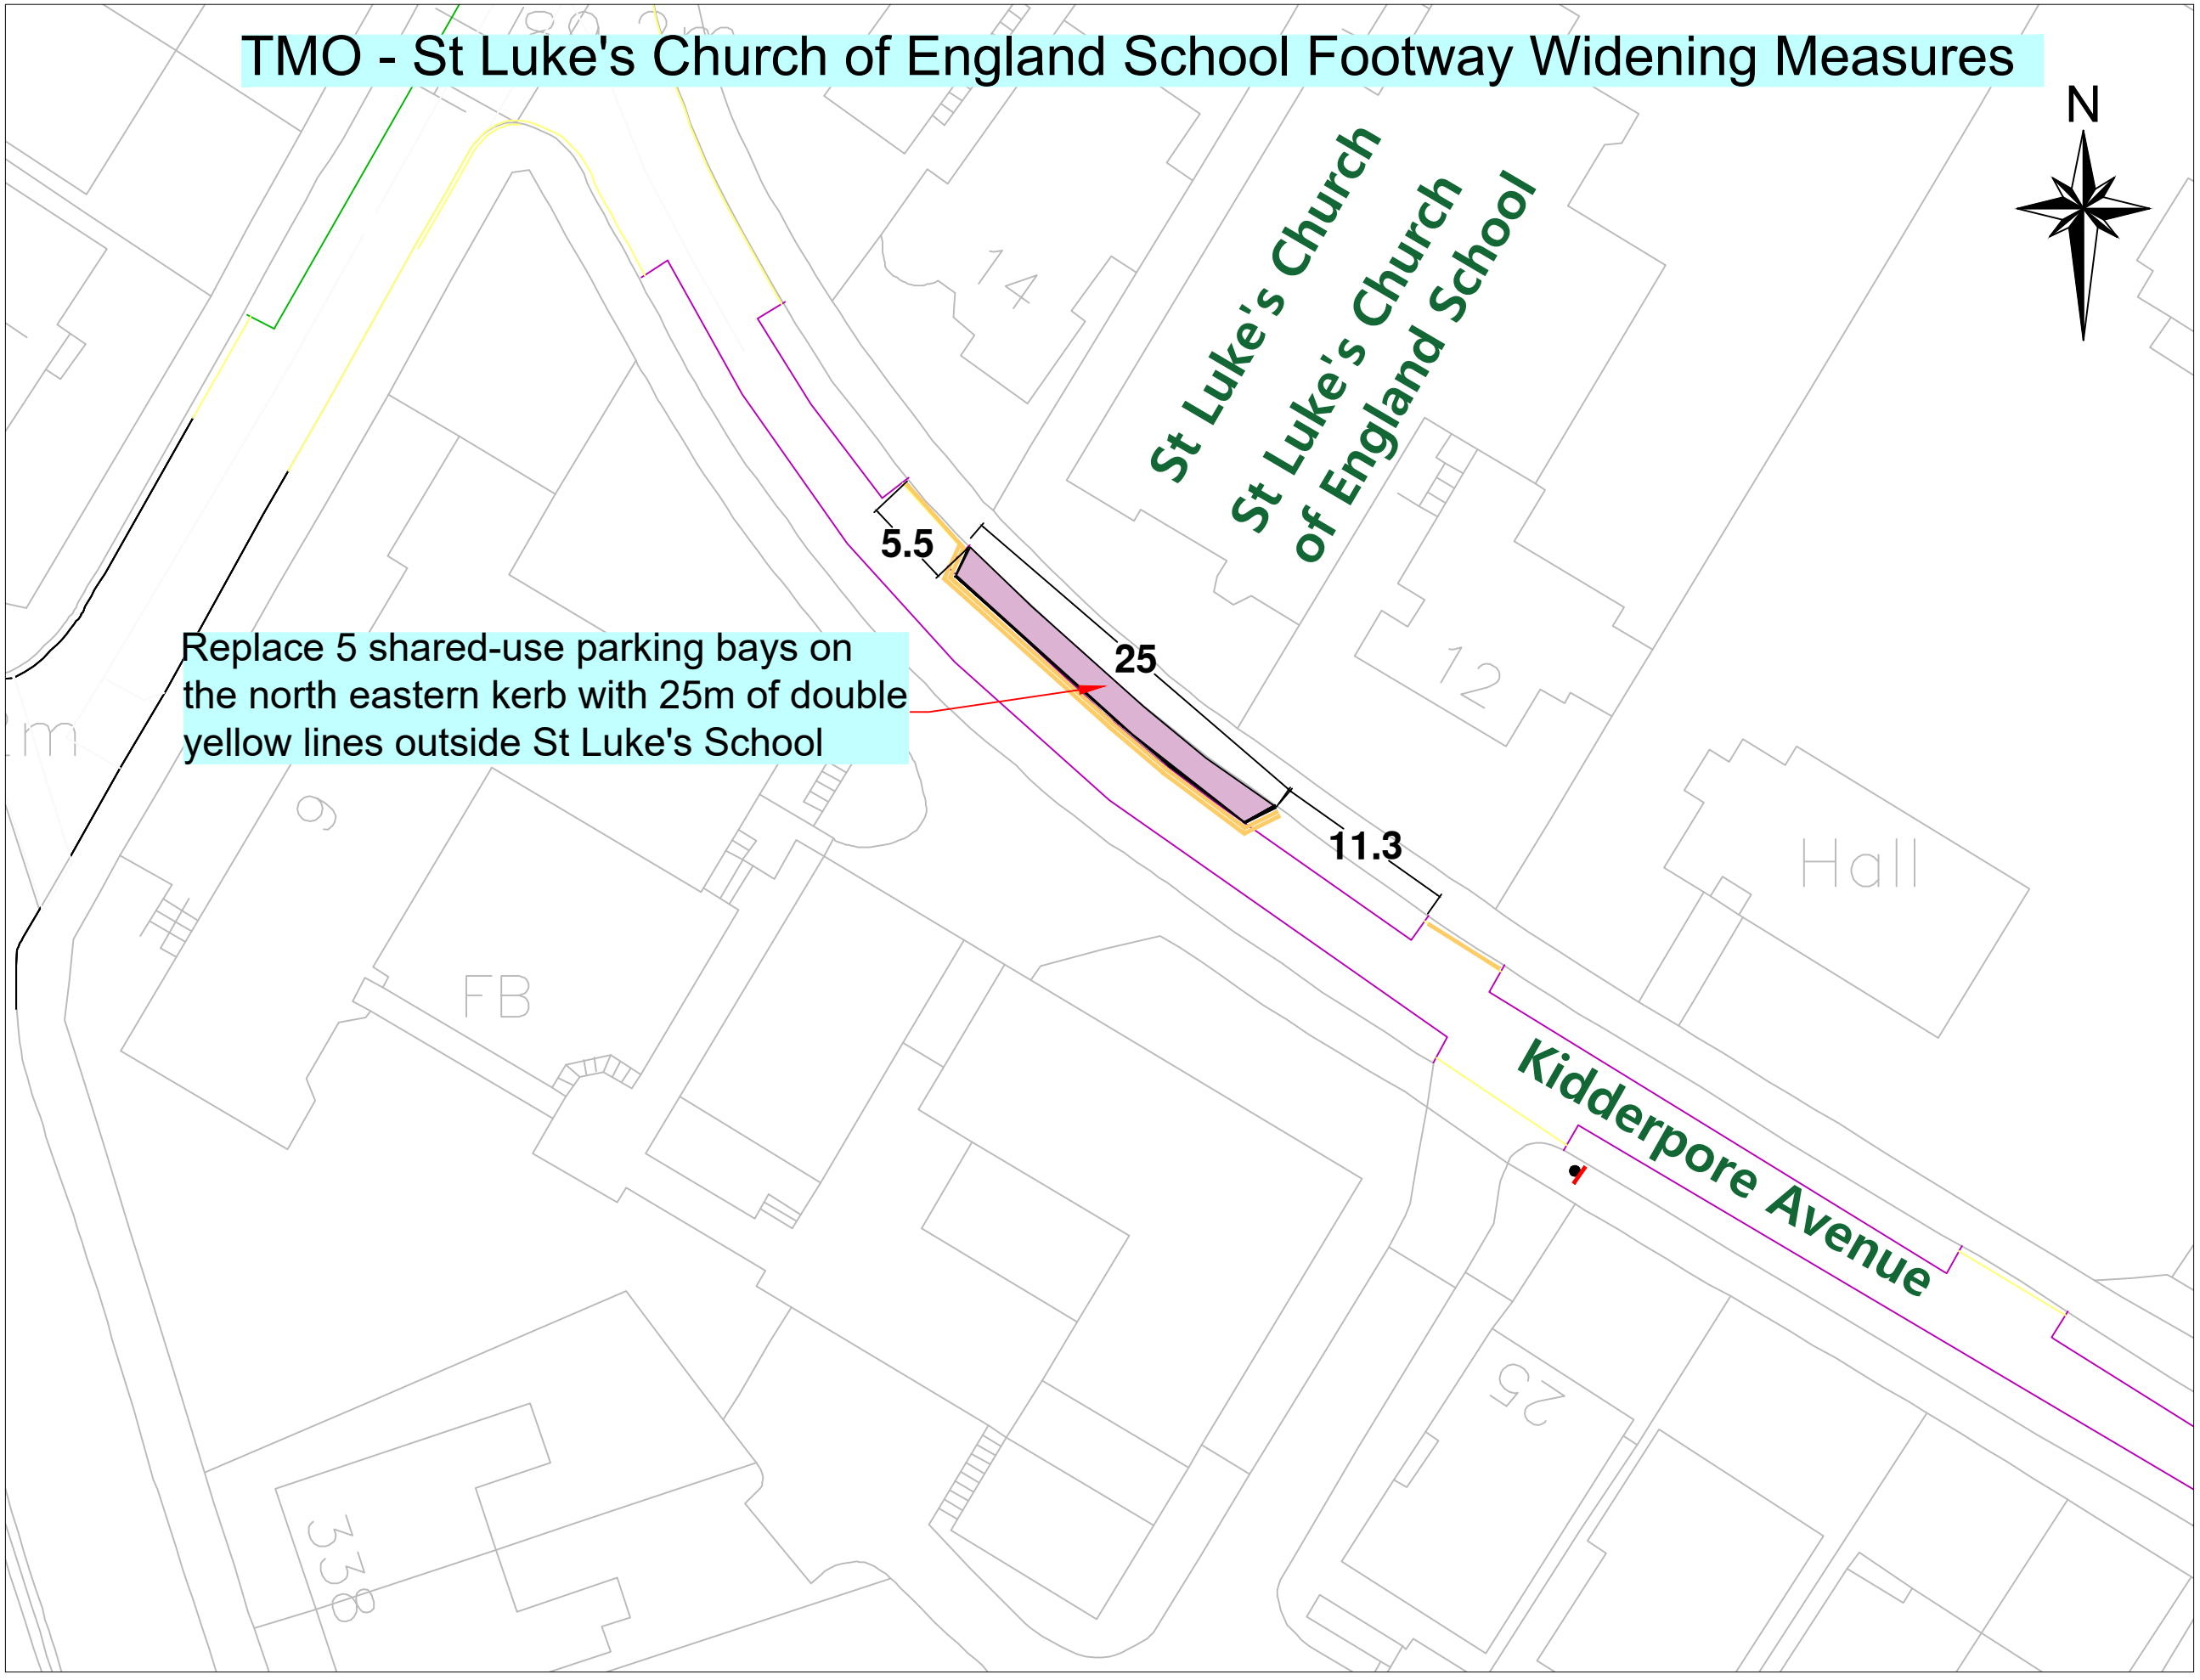 TMO - St Luke's Church of England School Footway Widening Measures
N
St Luke's Church
St Luke's Church
of England School
14
5.5
25
12
Replace 5 shared-use parking bays on
the north eastern kerb with 25m of double
yellow lines outside St Luke's School
11.3
Hall
9
FB
Kidderpore Avenue
25
338